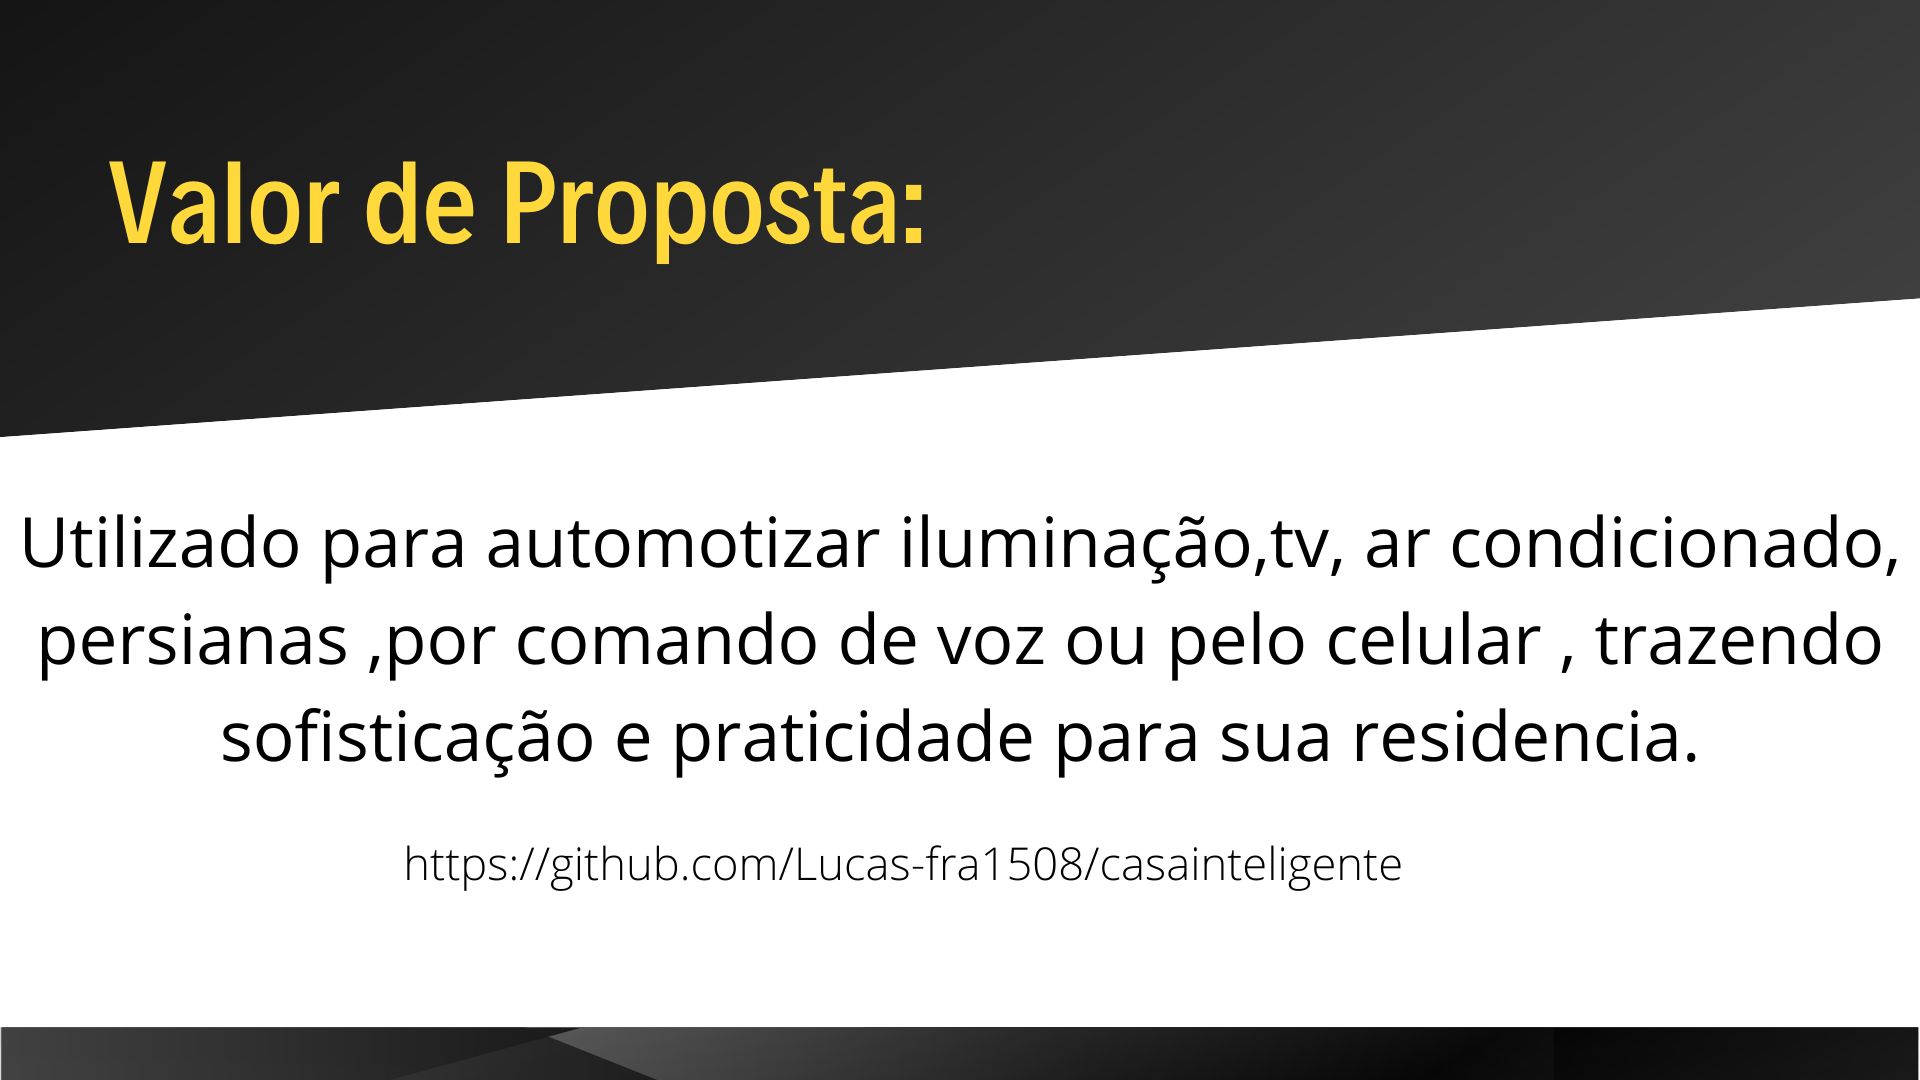 Valor de Proposta:
Utilizado para automotizar iluminação,tv, ar condicionado,
persianas ,por comando de voz ou pelo celular , trazendo
sofisticação e praticidade para sua residencia.
https://github.com/Lucas-fra1508/casainteligente